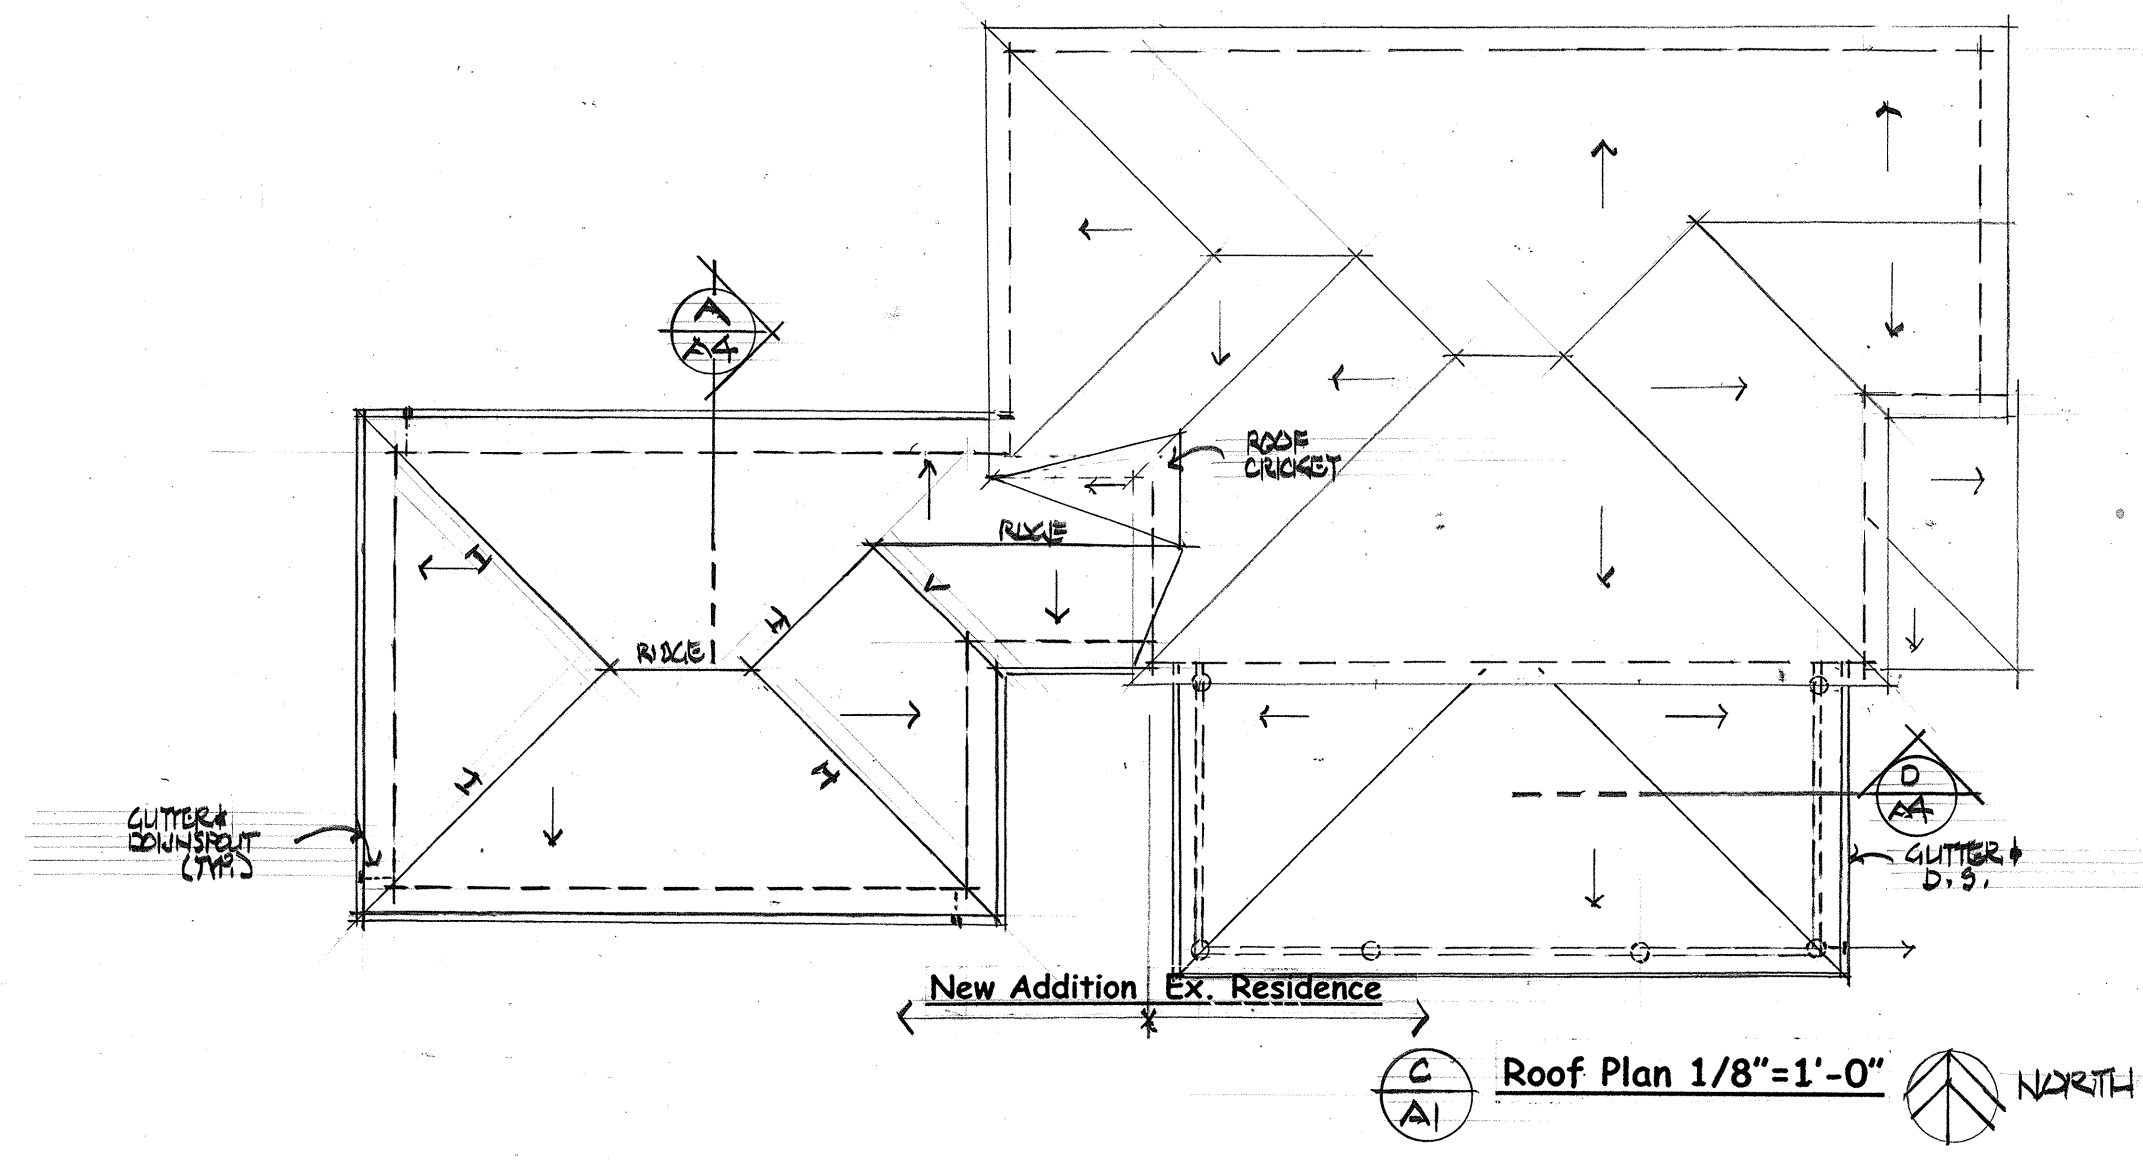 A
A4
ROOF
CRICKET
RIDGE
H
V
H
RIDGE
H
H
GUTTER &
DOWNSPOUT
(TYP.)
D
A4
GUTTER &
D.S.
New Addition Ex. Residence
C
A1
Roof Plan 1/8"=1'-0"
NORTH